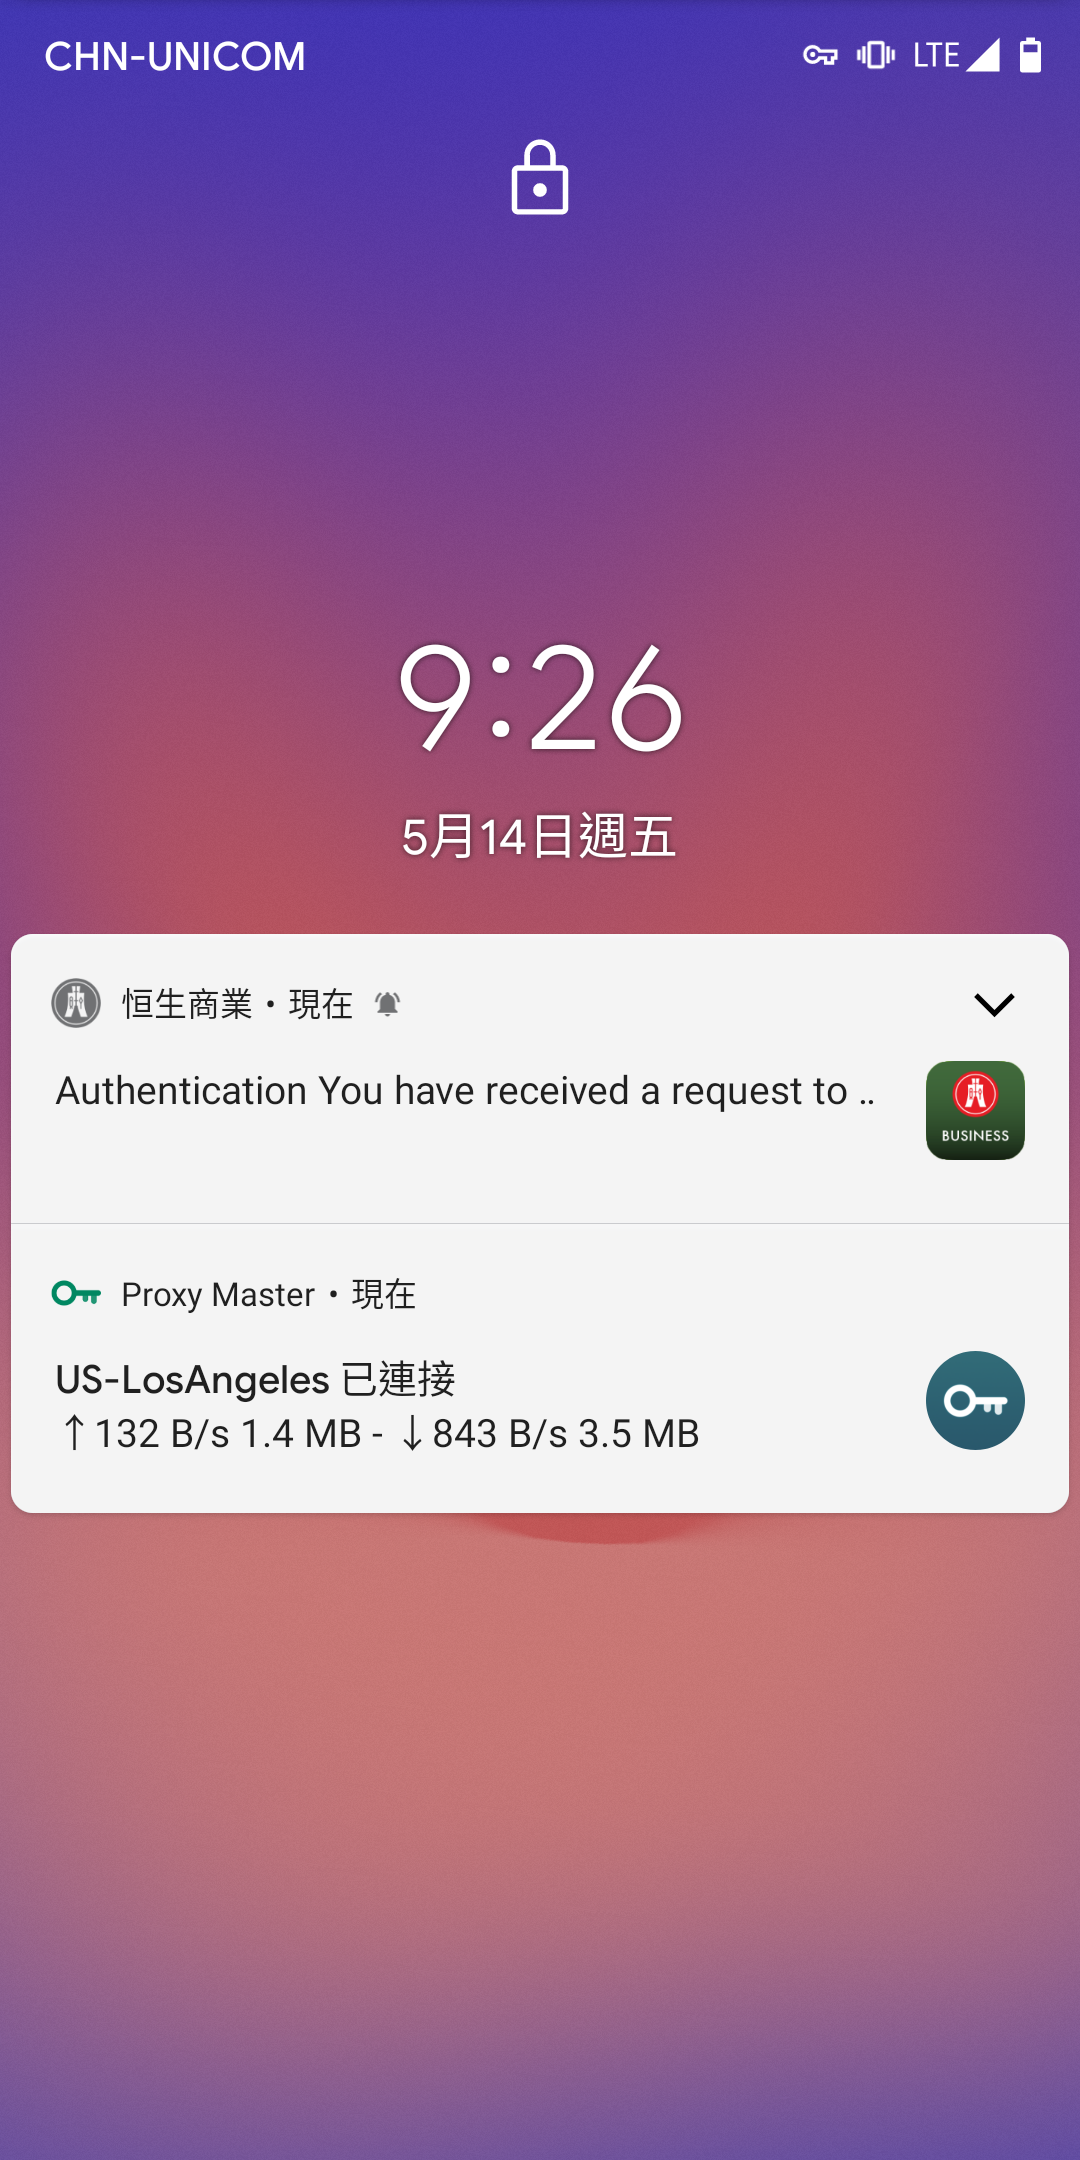 CHN-UNICOM LTE
9:26
5月14日週五
恒生商業 • 現在
Authentication You have received a request to ..
BUSINESS
Proxy Master • 現在
US-LosAngeles 已連接
↑132 B/s 1.4 MB - ↓843 B/s 3.5 MB